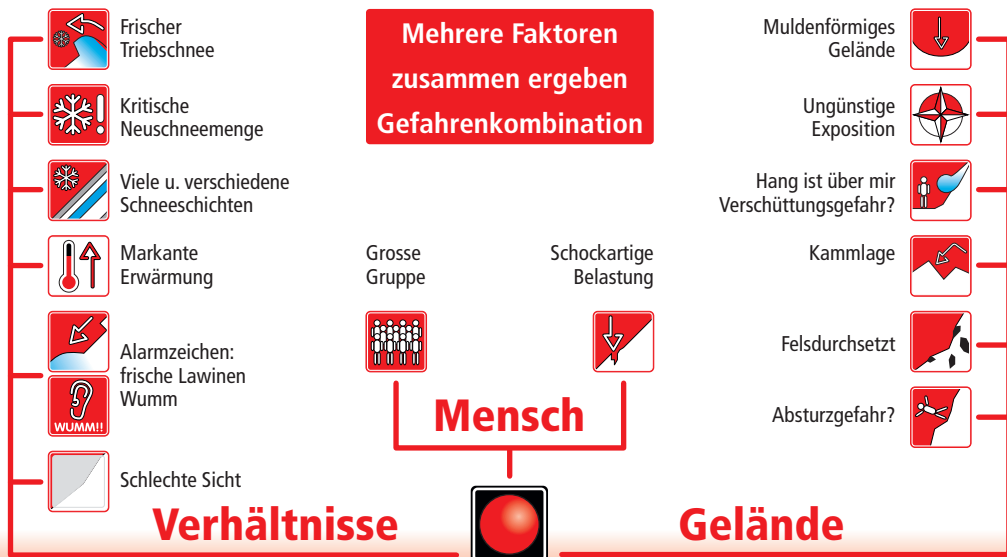 Frischer
Triebschnee
Kritische
Neuschneemenge
Viele u. verschiedene
Schneeschichten
Markante
Erwärmung
Alarmzeichen:
frische Lawinen
Wumm
WUMM!!
Schlechte Sicht
Verhältnisse
Mehrere Faktoren
zusammen ergeben
Gefahrenkombination
Grosse
Gruppe
Schockartige
Belastung
Mensch
Muldenförmiges
Gelände
Ungünstige
Exposition
Hang ist über mir
Verschüttungsgefahr?
Kammlage
Felsdurchsetzt
Absturzgefahr?
Gelände